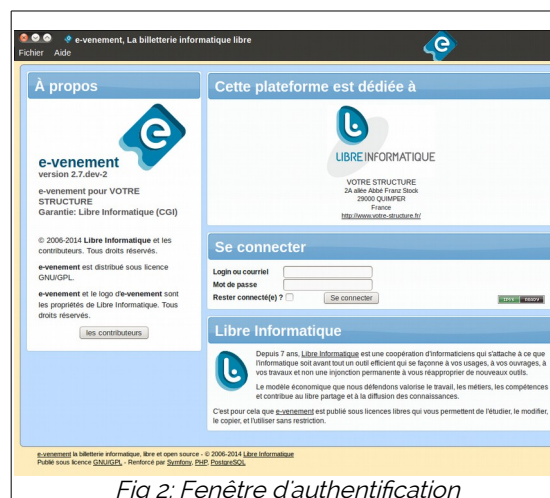 e-venement, La billetterie informatique libre
Fichier Aide
À propos
e-venement
version 2.7.dev-2
e-venement pour VOTRE
STRUCTURE
Garantie: Libre Informatique (CGI)
© 2006-2014 Libre Informatique et les
contributeurs. Tous droits réservés.
e-venement est distribué sous licence
GNU/GPL.
e-venement et le logo d'e-venement sont
les propriétés de Libre Informatique. Tous
droits réservés.
les contributeurs
Cette plateforme est dédiée à
LIBRE INFORMATIQUE
VOTRE STRUCTURE
2A allée Abbé Franz Stock
29000 QUIMPER
France
http://www.votre-structure.fr/
Se connecter
Login ou courriel
Mot de passe
Rester connecté(e) ?
Se connecter
Libre Informatique
Depuis 7 ans, Libre Informatique est une coopération d'informaticiens qui s'attache à ce que
l'informatique soit avant tout un outil efficient qui se façonne à vos usages, à vos ouvrages, à
vos travaux et non une injonction permanente à vous réapproprier de nouveaux outils.
Le modèle économique que nous défendons valorise le travail, les métiers, les compétences
et contribue au libre partage et à la diffusion des connaissances.
C'est pour cela que e-venement est publié sous licences libres qui vous permettent de l'étudier, le modifier,
le copier, et l'utiliser sans restriction.
e-venement la billetterie informatique, libre et open source - © 2006-2014 Libre Informatique
Publié sous licence GNU/GPL - Renforcé par Symfony, PHP, PostgreSQL
Fig 2: Fenêtre d'authentification